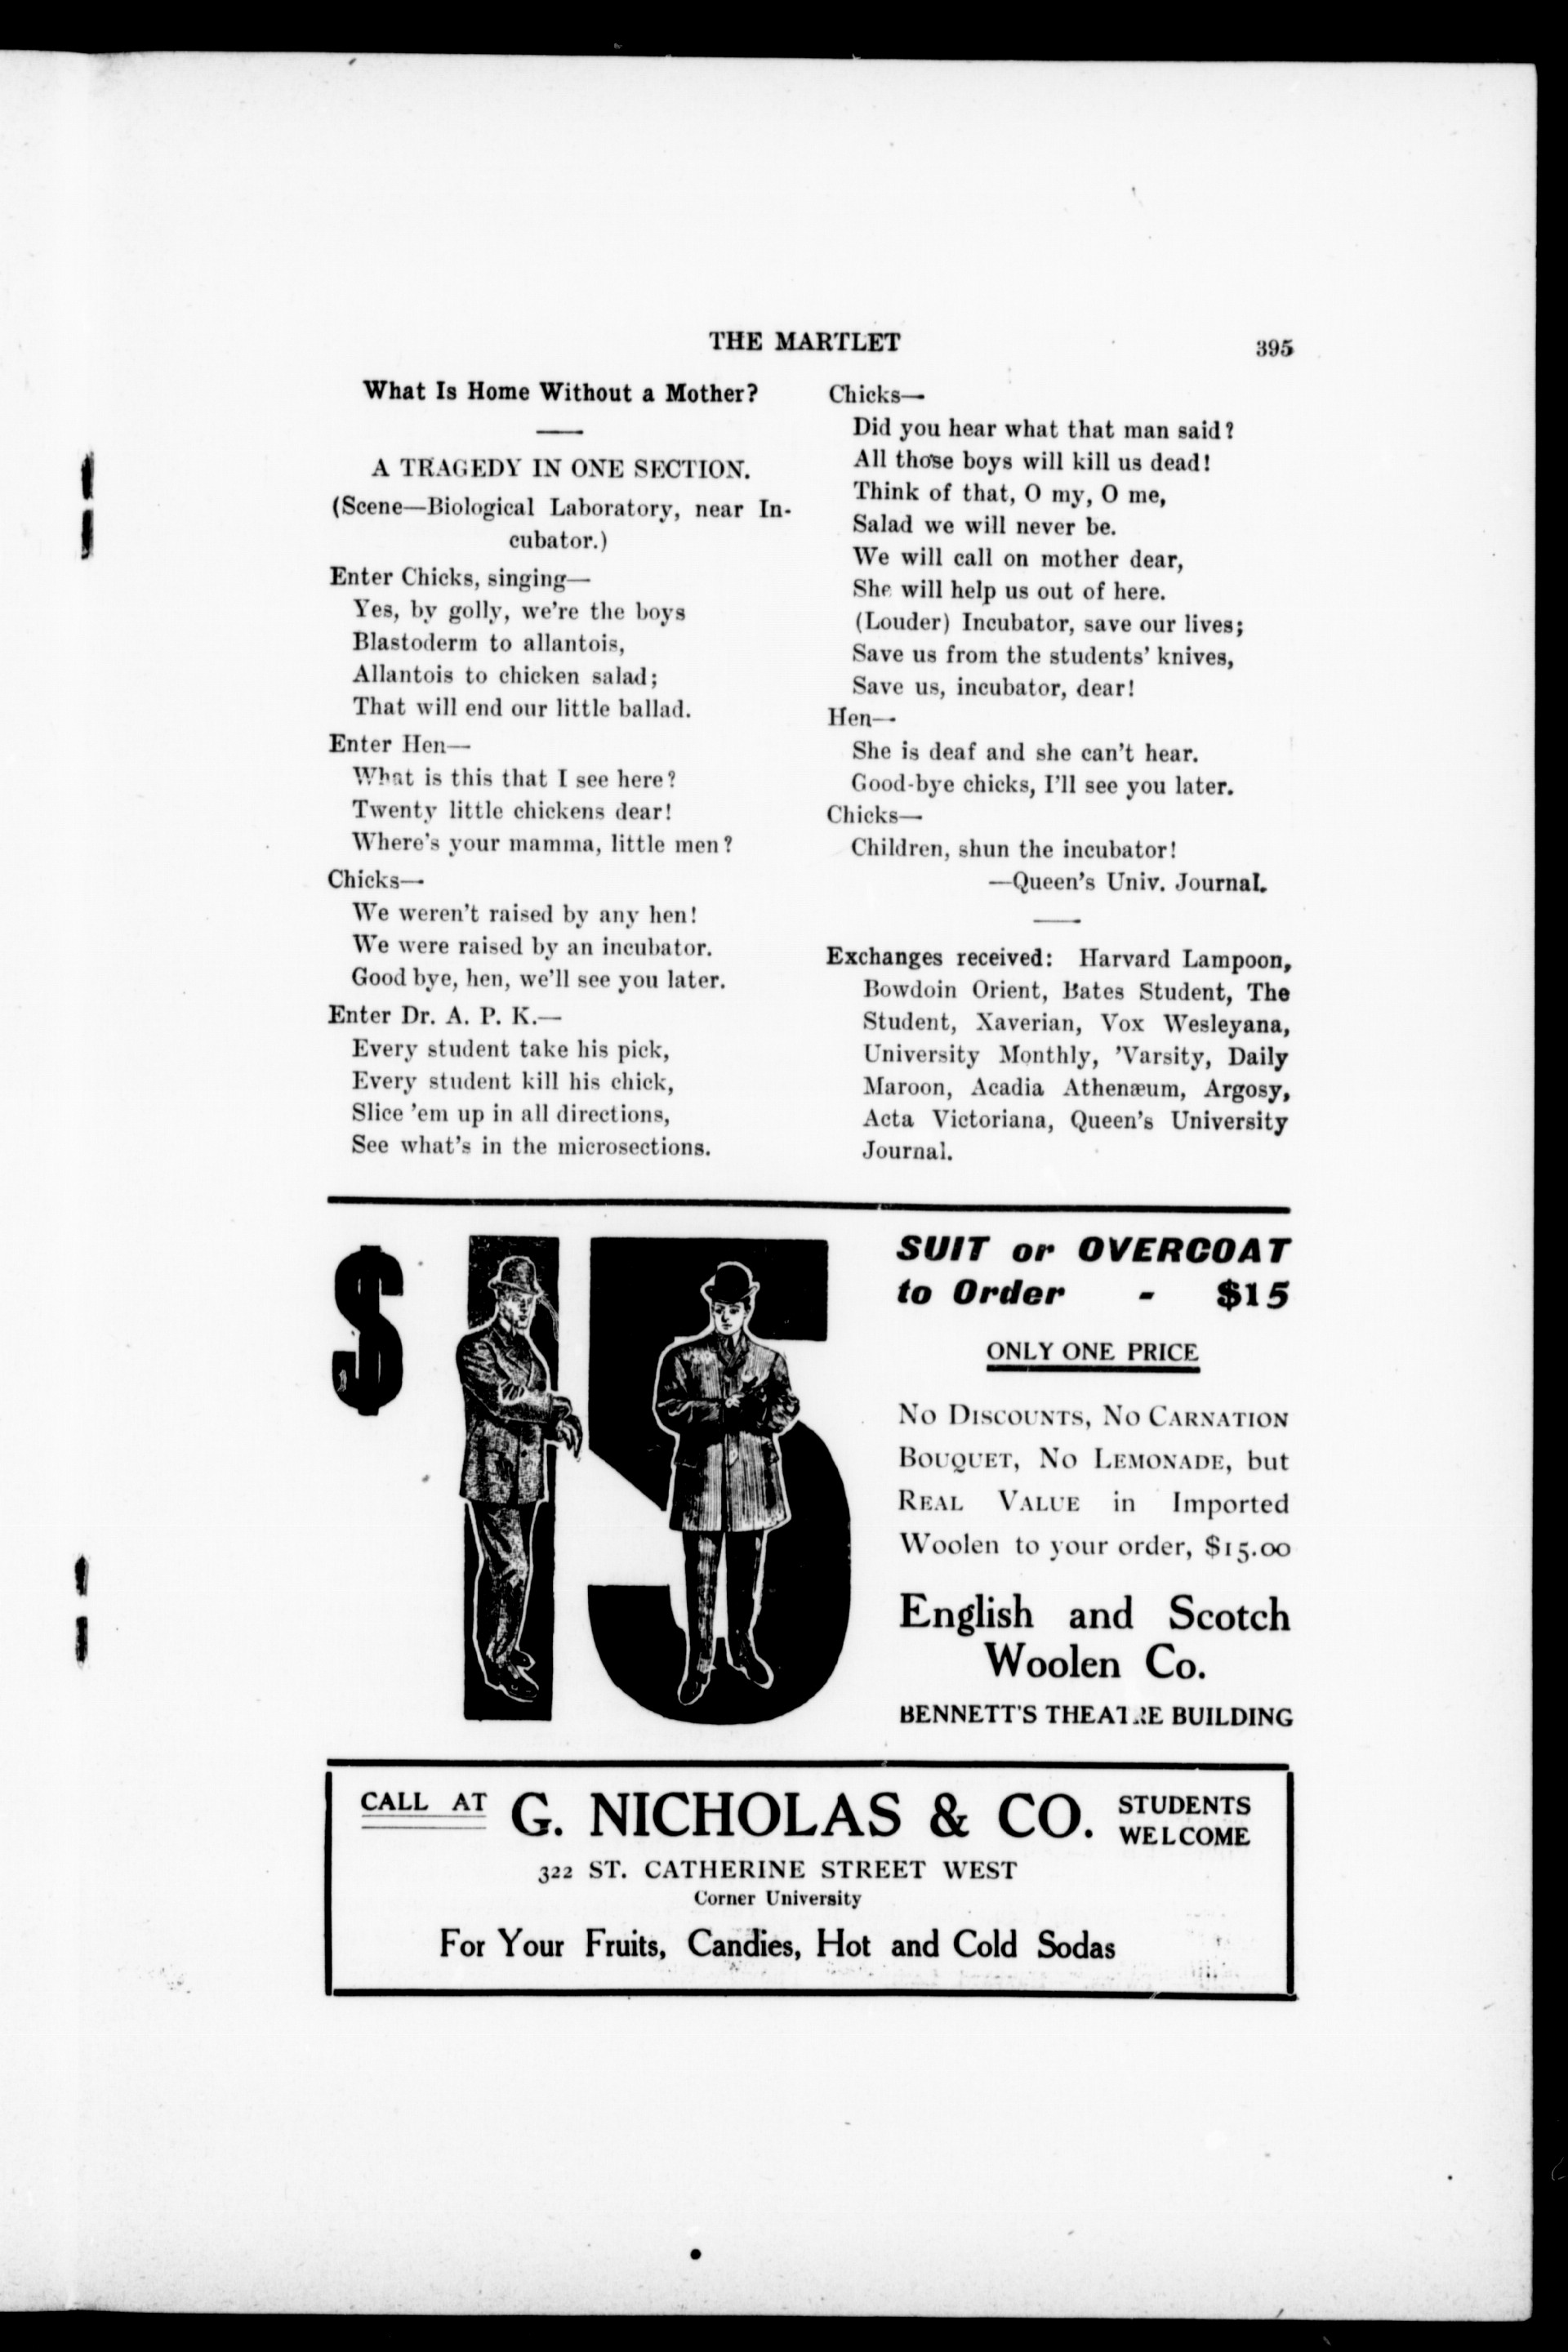 THE MARTLET
395
What Is Home Without a Mother?
A TRAGEDY IN ONE SECTION.
(Scene—Biological Laboratory, near In-
cubator.)
Enter Chicks, singing—
Yes, by golly, we're the boys
Blastoderm to allantois,
Allantois to chicken salad;
That will end our little ballad.
Enter Hen—
What is this that I see here?
Twenty little chickens dear!
Where's your mamma, little men?
Chicks—
We weren't raised by any hen!
We were raised by an incubator.
Good bye, hen, we'll see you later.
Enter Dr. A. P. K.—
Every student take his pick,
Every student kill his chick,
Slice 'em up in all directions,
See what's in the microsections.
Chicks—
Did you hear what that man said?
All those boys will kill us dead!
Think of that, O my, O me,
Salad we will never be.
We will call on mother dear,
She will help us out of here.
(Louder) Incubator, save our lives;
Save us from the students' knives,
Save us, incubator, dear!
Hen—
She is deaf and she can't hear.
Good-bye chicks, I'll see you later.
Chicks—
Children, shun the incubator!
—Queen's Univ. Journal.
Exchanges received: Harvard Lampoon,
Bowdoin Orient, Bates Student, The
Student, Xaverian, Vox Wesleyana,
University Monthly, 'Varsity, Daily
Maroon, Acadia Athenæum, Argosy,
Acta Victoriana, Queen's University
Journal.
$15
SUIT or OVERCOAT
to Order - $15
ONLY ONE PRICE
No Discounts, No Carnation
Bouquet, No Lemonade, but
Real Value in Imported
Woolen to your order, $15.00
English and Scotch
Woolen Co.
BENNETT'S THEATRE BUILDING
CALL AT G. NICHOLAS & CO. STUDENTS
WELCOME
322 ST. CATHERINE STREET WEST
Corner University
For Your Fruits, Candies, Hot and Cold Sodas